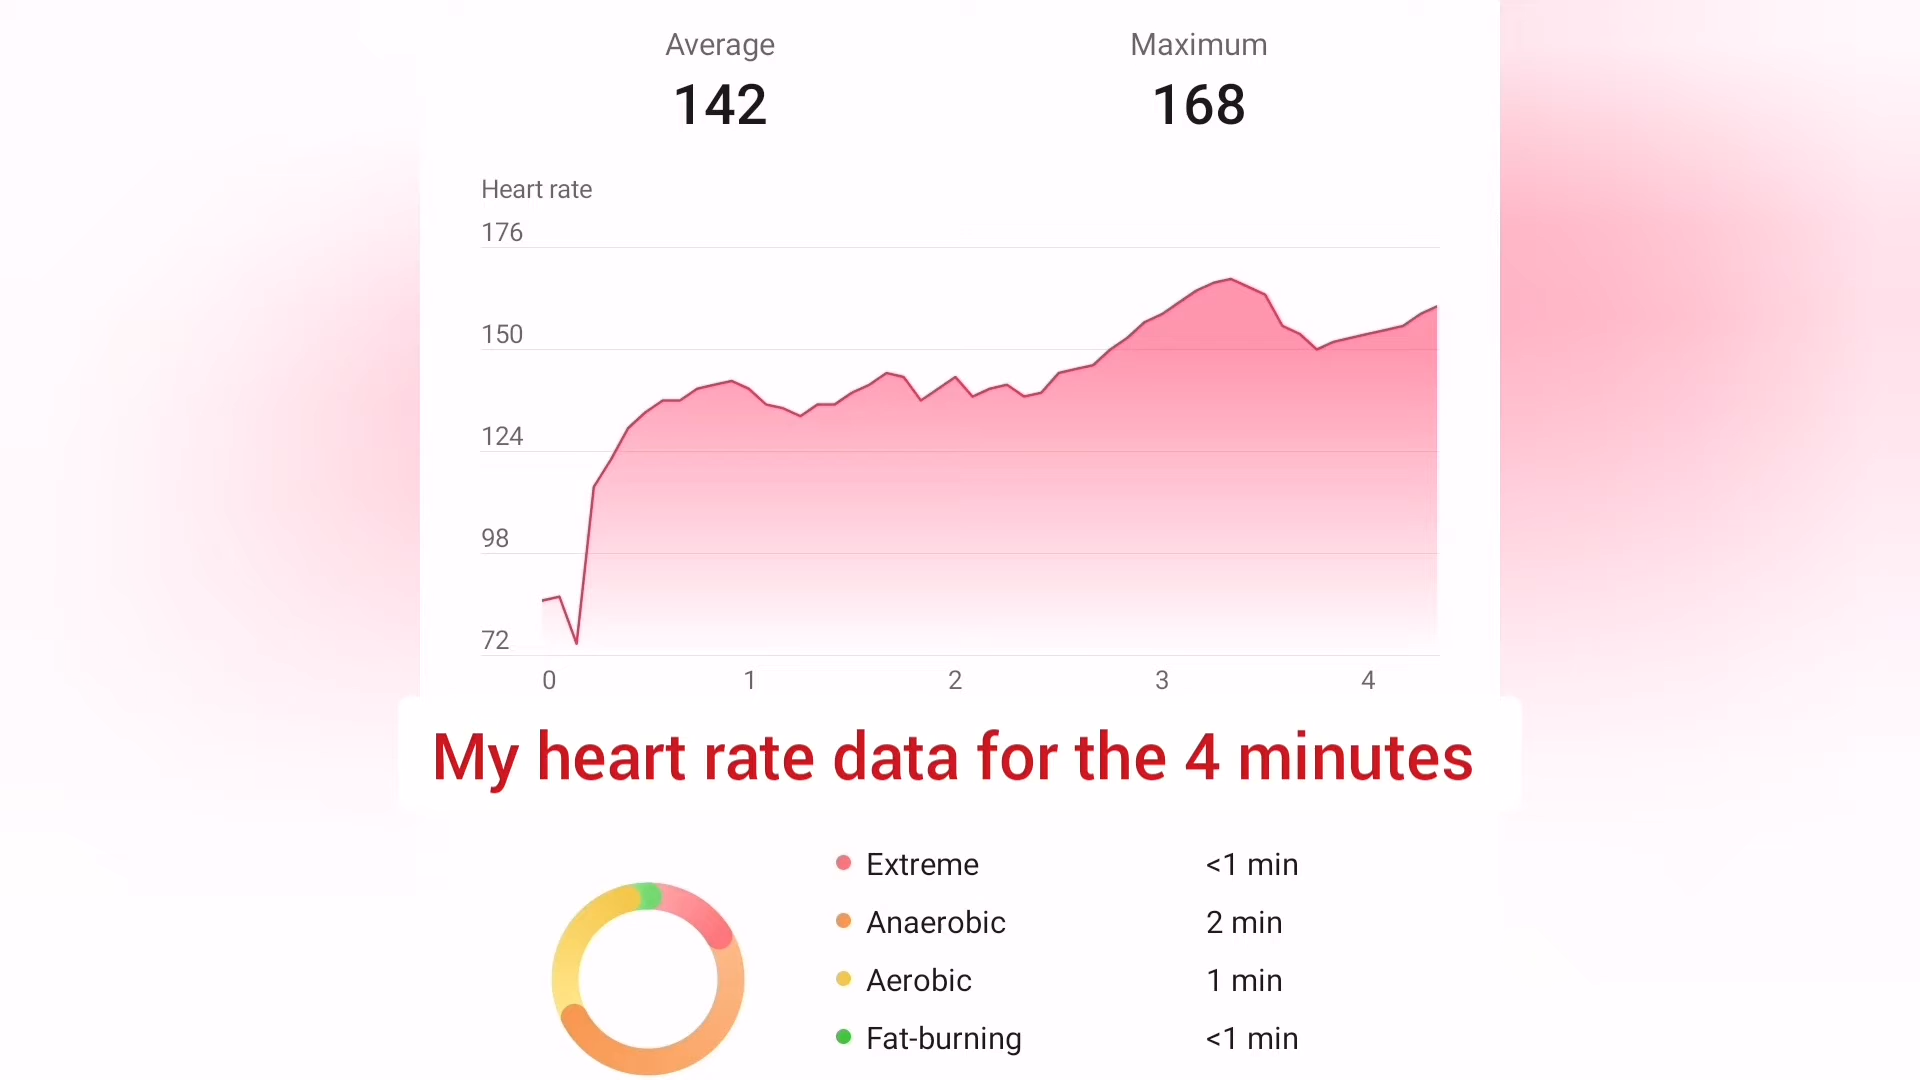 Average Maximum
142 168
Heart rate
176
150
124
98
72
0 1 2 3 4
My heart rate data for the 4 minutes
Extreme <1 min
Anaerobic 2 min
Aerobic 1 min
Fat-burning <1 min